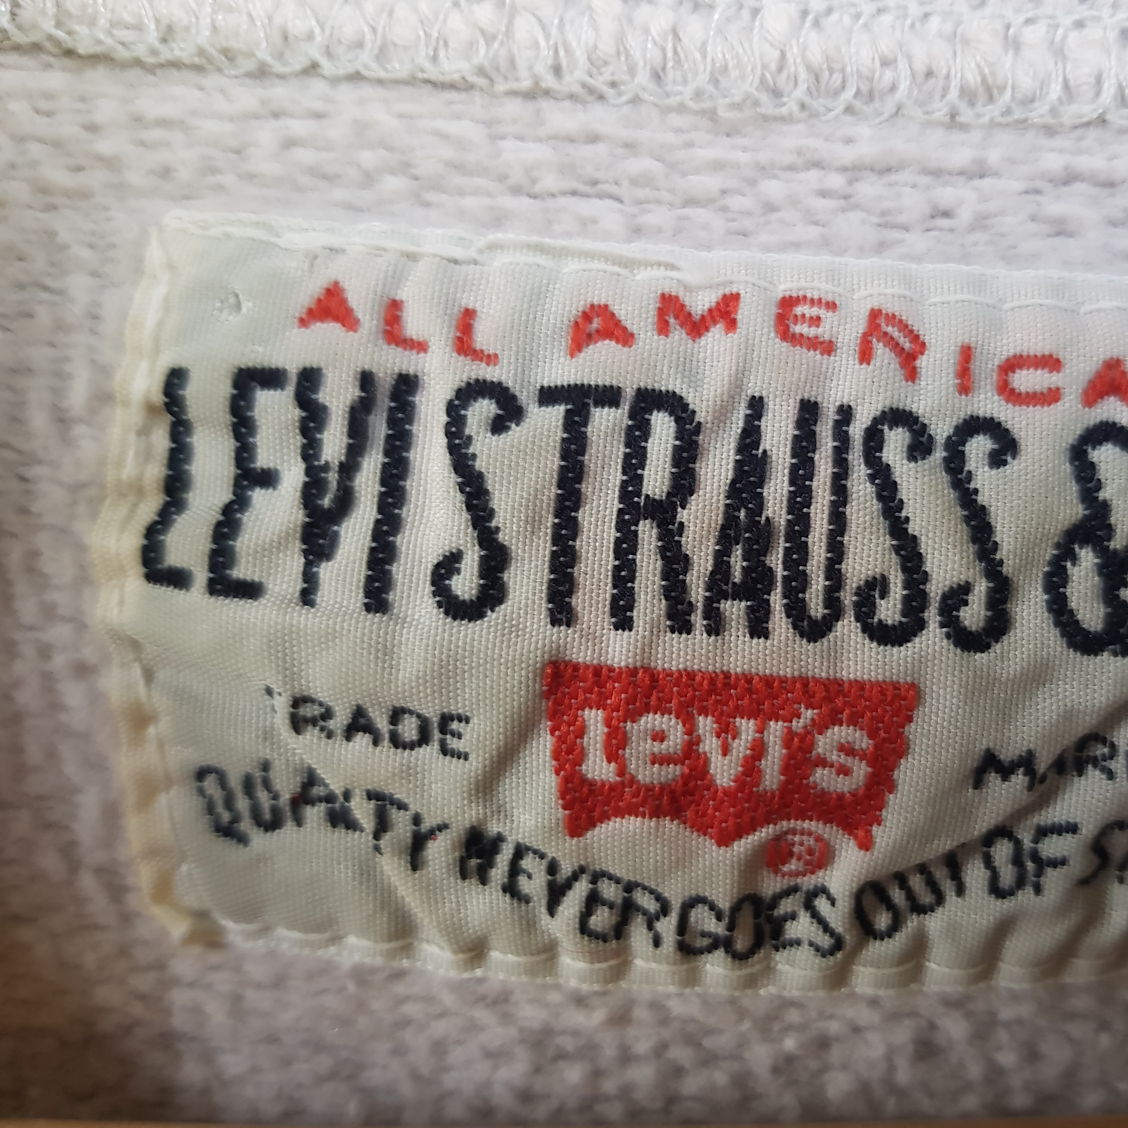 ALL AMERICA
LEVI STRAUSS &
TRADE
Levi's
®
QUALITY NEVER GOES OUT OF